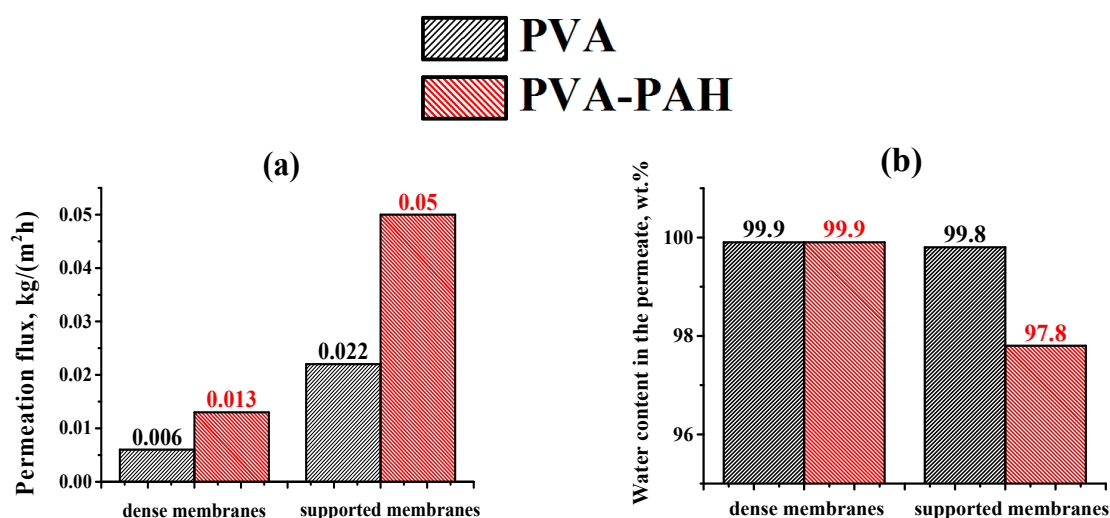 PVA
PVA-PAH
(a)
Permeation flux, kg/(m²h)
0.05
0.04
0.03
0.02
0.01
0.00
0.006
0.013
0.022
0.05
dense membranes
supported membranes
(b)
Water content in the permeate, wt.%
100
98
96
99.9
99.9
99.8
97.8
dense membranes
supported membranes